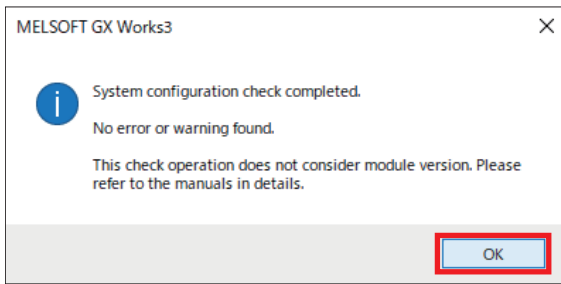 MELSOFT GX Works3
System configuration check completed.
No error or warning found.
This check operation does not consider module version. Please
refer to the manuals in details.
OK